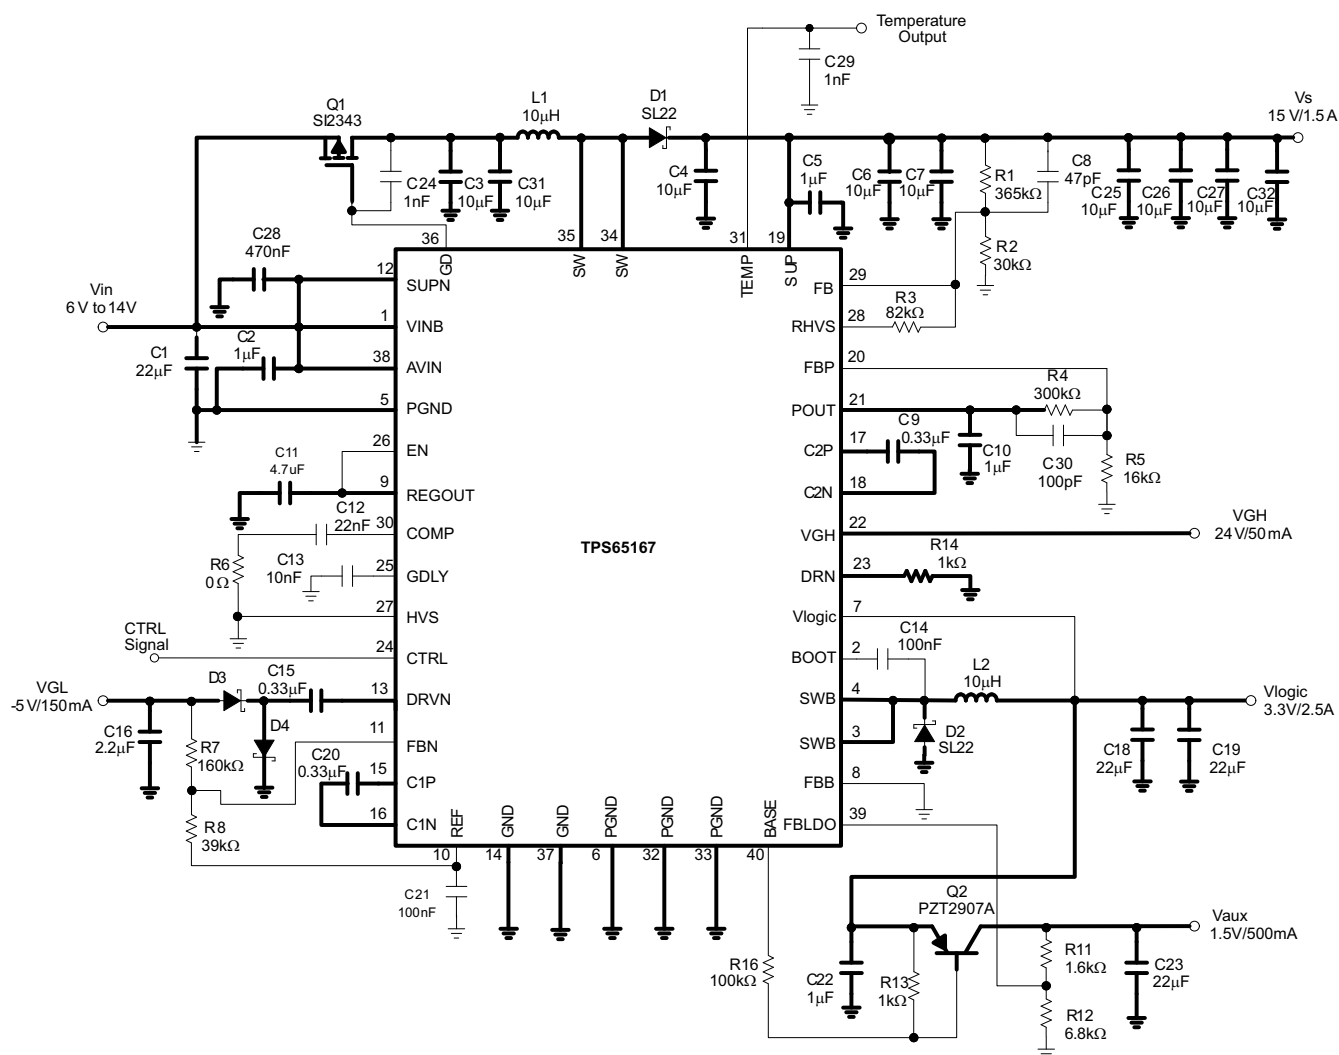 Temperature
Output
C29
1nF
Q1
SI2343
L1
10µH
D1
SL22
Vs
15 V/1.5 A
C24
1nF
C3
10µF
C31
10µF
C4
10µF
C5
1µF
C6
10µF
C7
10µF
R1
365kΩ
C8
47pF
C25
10µF
C26
10µF
C27
10µF
C32
10µF
R2
30kΩ
C28
470nF
36
GD
35
SW
34
SW
31
TEMP
19
SUP
Vin
6 V to 14V
C1
22µF
C2
1µF
12
SUPN
1
VINB
38
AVIN
5
PGND
26
EN
9
REGOUT
30
COMP
25
GDLY
27
HVS
24
CTRL
13
DRVN
11
FBN
15
C1P
16
C1N
C11
4.7uF
C12
22nF
R6
0Ω
C13
10nF
CTRL
Signal
VGL
-5 V/150mA
D3
C15
0.33µF
D4
C16
2.2µF
R7
160kΩ
C20
0.33µF
R8
39kΩ
TPS65167
29
FB
28
RHVS
20
FBP
21
POUT
17
C2P
18
C2N
22
VGH
23
DRN
7
Vlogic
2
BOOT
4
SWB
3
SWB
8
FBB
39
FBLDO
R3
82kΩ
R4
300kΩ
C9
0.33µF
C10
1µF
C30
100pF
R5
16kΩ
VGH
24V/50mA
R14
1kΩ
C14
100nF
L2
10µH
D2
SL22
Vlogic
3.3V/2.5A
C18
22µF
C19
22µF
REF
10
GND
14
GND
37
PGND
6
PGND
32
PGND
33
BASE
40
C21
100nF
Q2
PZT2907A
Vaux
1.5V/500mA
R16
100kΩ
C22
1µF
R13
1kΩ
R11
1.6kΩ
C23
22µF
R12
6.8kΩ